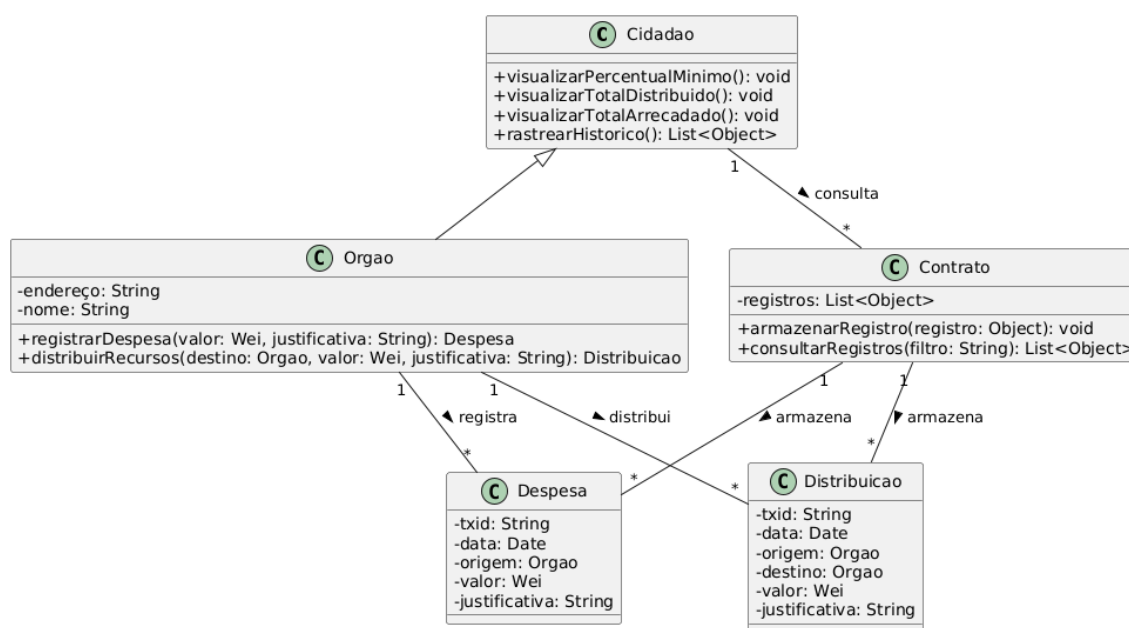 C Cidadao
+visualizarPercentualMinimo(): void
+visualizarTotalDistribuido(): void
+visualizarTotalArrecadado(): void
+rastrearHistorico(): List<Object>
1
consulta
*
C Orgao
-endereço: String
-nome: String
+registrarDespesa(valor: Wei, justificativa: String): Despesa
+distribuirRecursos(destino: Orgao, valor: Wei, justificativa: String): Distribuicao
C Contrato
-registros: List<Object>
+armazenarRegistro(registro: Object): void
+consultarRegistros(filtro: String): List<Object>
1 1 1 1
registra distribui armazena armazena
* * * *
C Despesa
-txid: String
-data: Date
-origem: Orgao
-valor: Wei
-justificativa: String
C Distribuicao
-txid: String
-data: Date
-origem: Orgao
-destino: Orgao
-valor: Wei
-justificativa: String